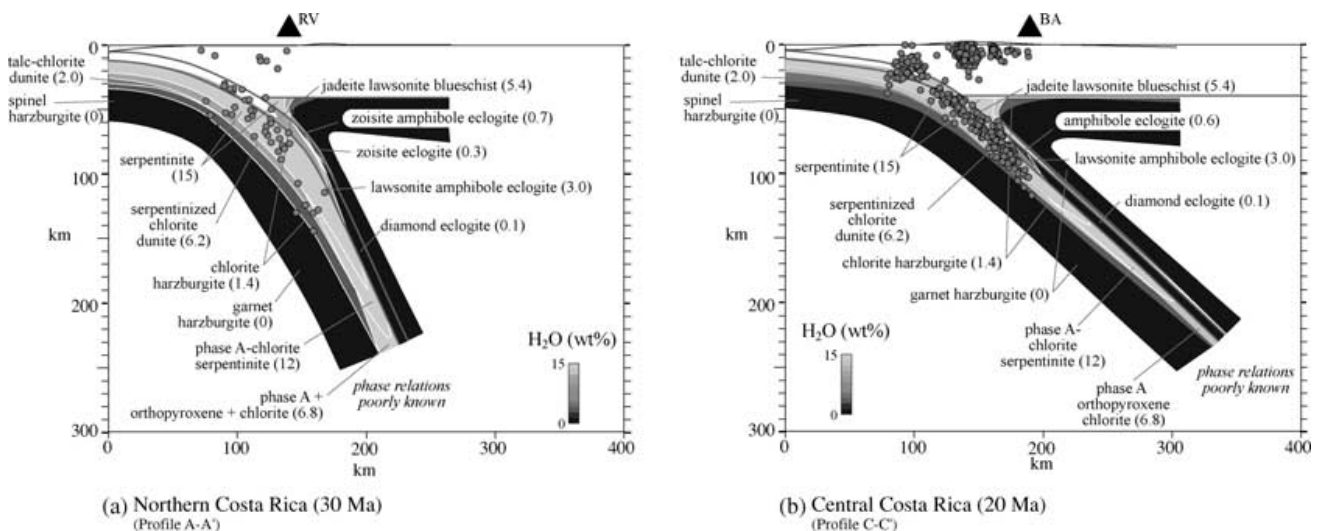 RV
0
talc-chlorite
dunite (2.0)
spinel
harzburgite (0)
jadeite lawsonite blueschist (5.4)
zoisite amphibole eclogite (0.7)
zoisite eclogite (0.3)
serpentinite
(15)
100
lawsonite amphibole eclogite (3.0)
serpentinized
chlorite
dunite (6.2)
diamond eclogite (0.1)
km
chlorite
harzburgite (1.4)
200
garnet
harzburgite (0)
H₂O (wt%)
15
0
phase A-chlorite
serpentinite (12)
phase A +
orthopyroxene + chlorite (6.8)
phase relations
poorly known
300
0
100
200
300
400
km
(a) Northern Costa Rica (30 Ma)
(Profile A-A')
BA
0
talc-chlorite
dunite (2.0)
spinel
harzburgite (0)
jadeite lawsonite blueschist (5.4)
amphibole eclogite (0.6)
serpentinite (15)
lawsonite amphibole
eclogite (3.0)
100
serpentinized
chlorite
dunite (6.2)
diamond eclogite (0.1)
km
chlorite harzburgite (1.4)
garnet harzburgite (0)
200
H₂O (wt%)
15
0
phase A-
chlorite
serpentinite (12)
phase relations
poorly known
phase A
orthopyroxene
chlorite (6.8)
300
0
100
200
300
400
km
(b) Central Costa Rica (20 Ma)
(Profile C-C')